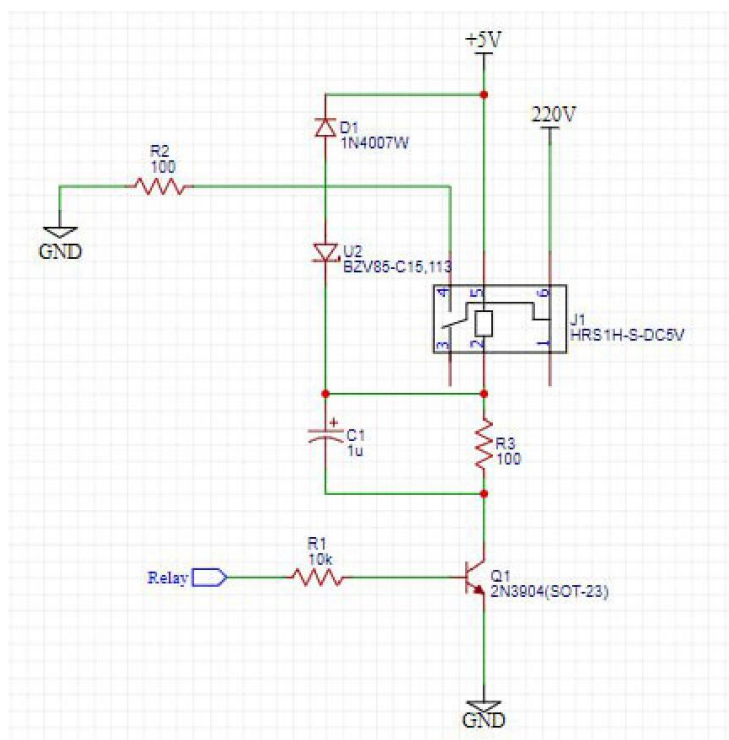 +5V
220V
D1
1N4007W
R2
100
GND
U2
BZV85-C15,113
4
5
6
J1
HRS1H-S-DC5V
3
2
1
+
C1
1u
R3
100
R1
10k
Relay
Q1
2N3904(SOT-23)
GND